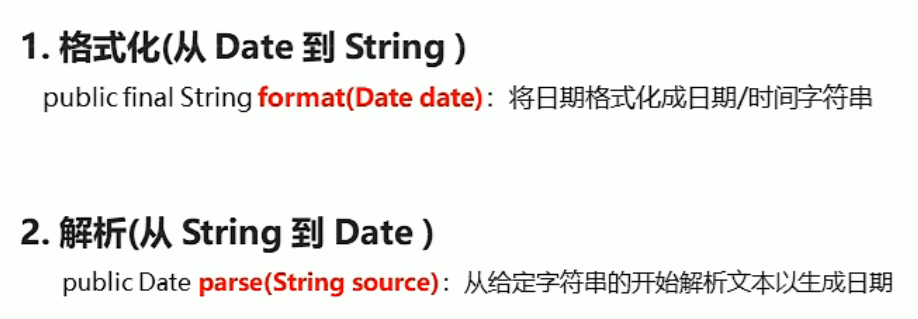 1. 格式化(从 Date 到 String )
public final String format(Date date)：将日期格式化成日期/时间字符串
2. 解析(从 String 到 Date )
public Date parse(String source)：从给定字符串的开始解析文本以生成日期